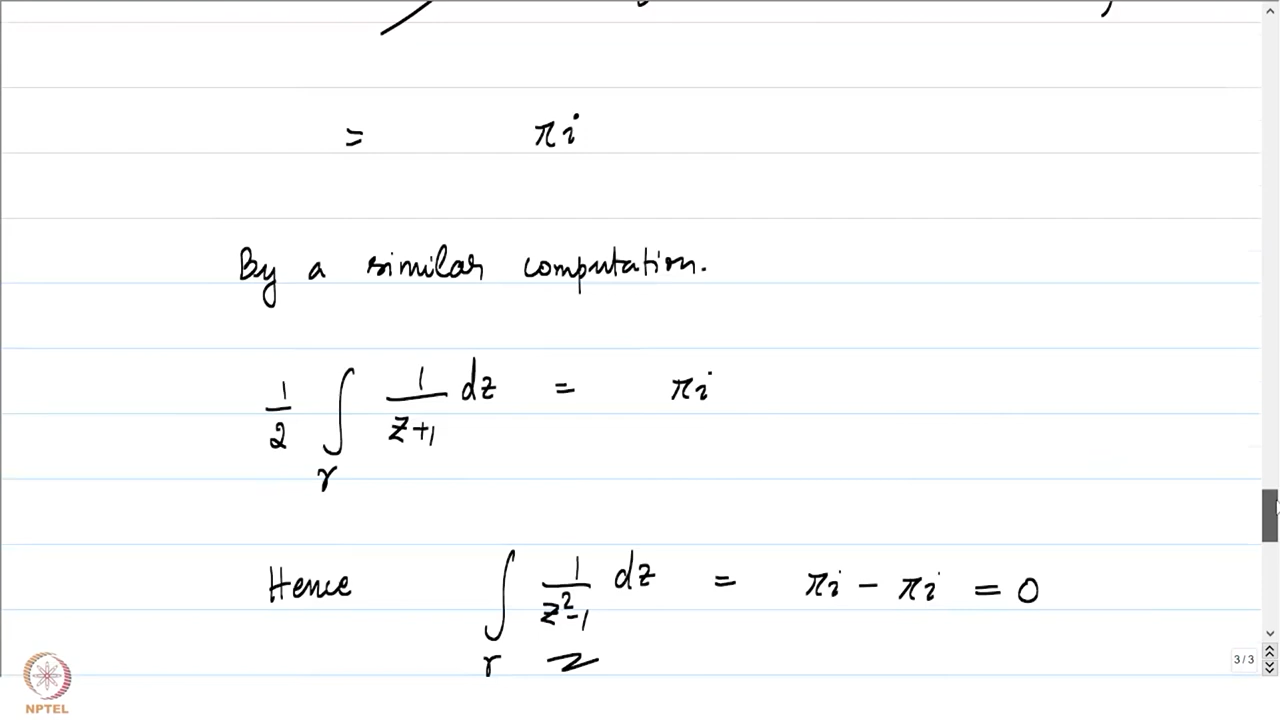 = πi
By a similar computation.
1/2 ∫_γ 1/(z+1) dz = πi
Hence ∫_γ 1/(z²-1) dz = πi - πi = 0
3 / 3
NPTEL